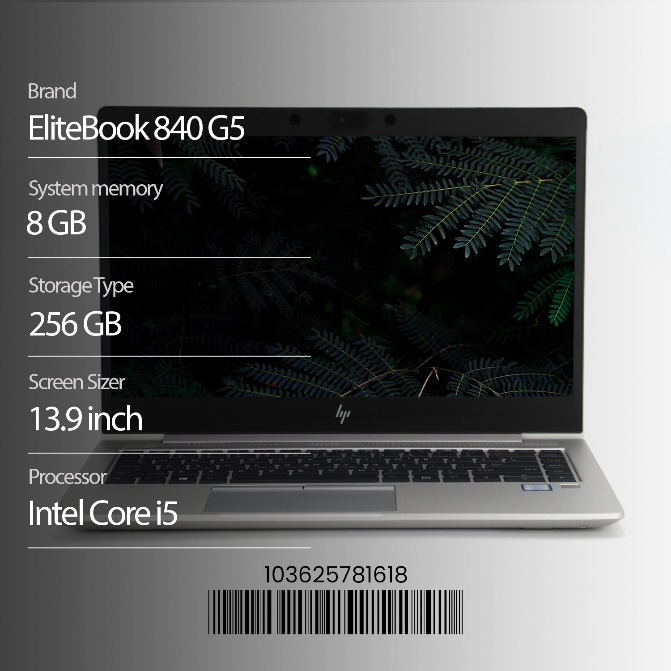 Brand
EliteBook 840 G5
System memory
8 GB
Storage Type
256 GB
Screen Sizer
13.9 inch
hp
Processor
Intel Core i5
103625781618